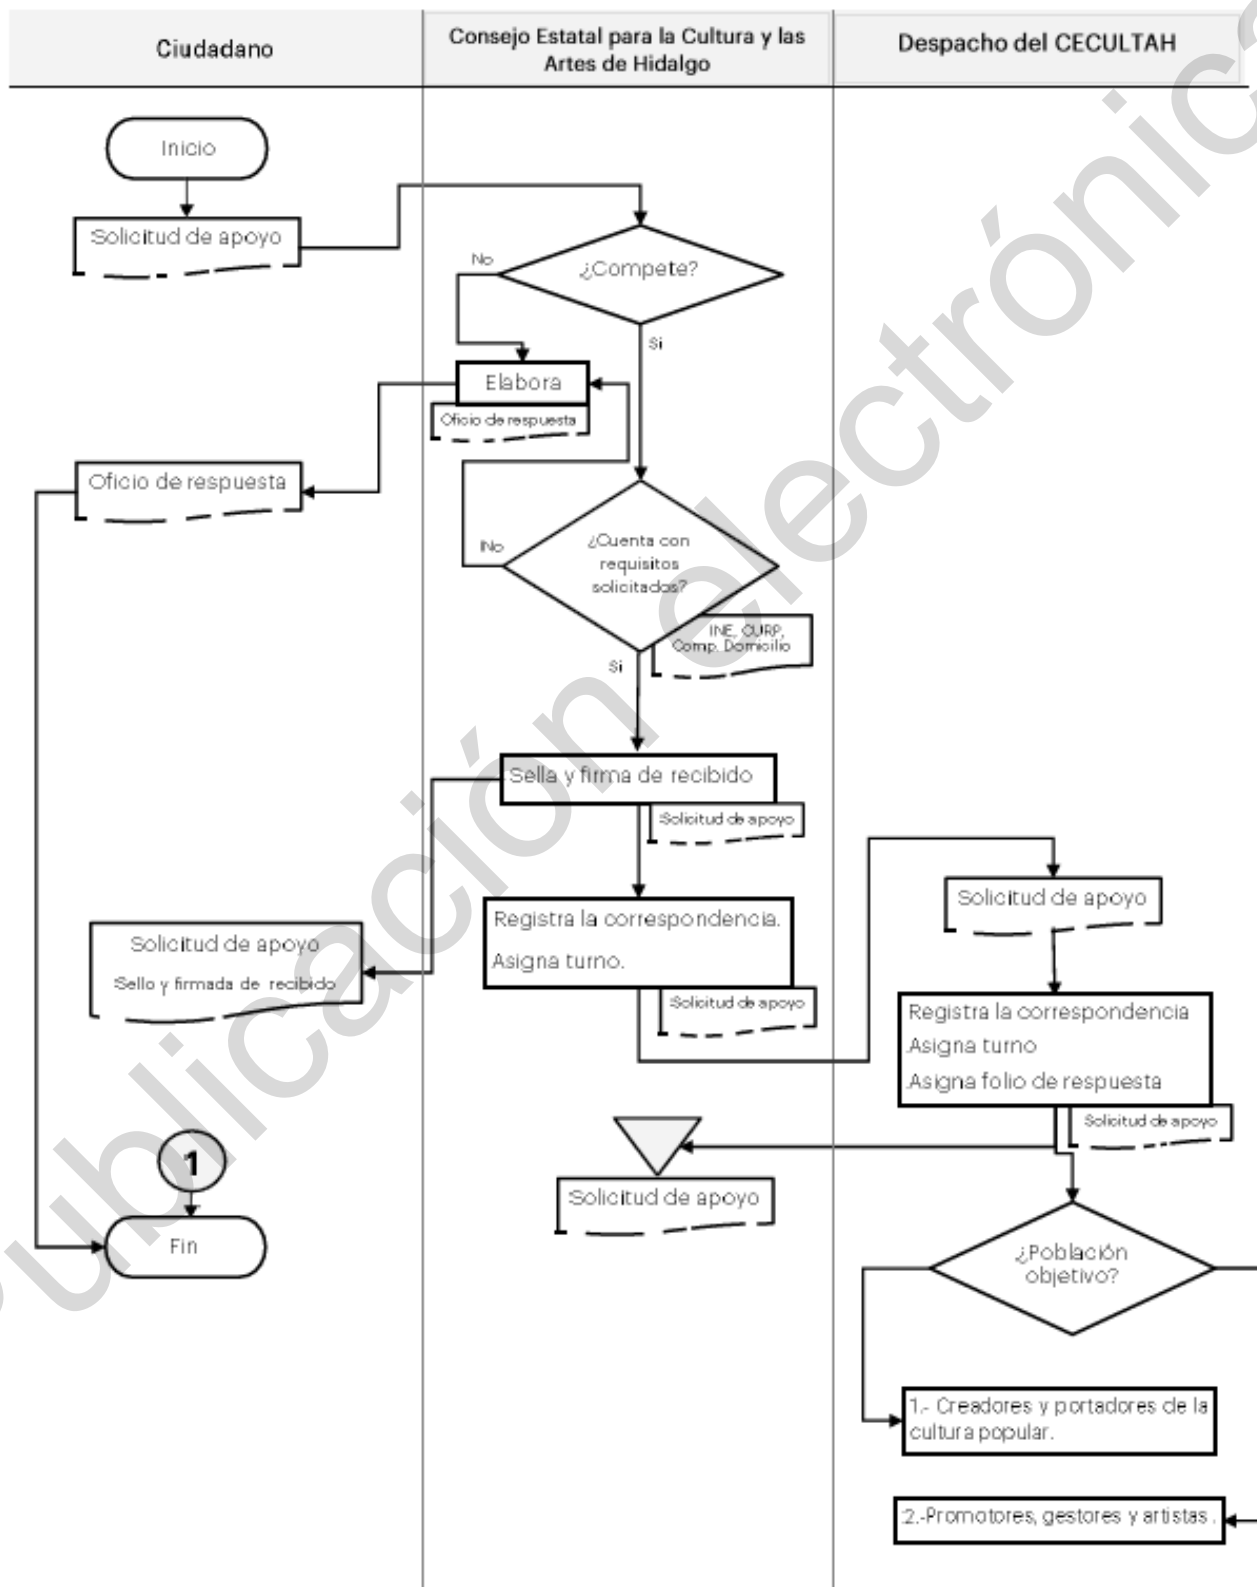 Ciudadano
Consejo Estatal para la Cultura y las
Artes de Hidalgo
Despacho del CECULTAH
Inicio
Solicitud de apoyo
¿Compete?
No
Si
Elabora
Oficio de respuesta
Oficio de respuesta
¿Cuenta con
requisitos
solicitados?
No
INE, CURP,
Comp. Domicilio
Si
Sella y firma de recibido
Solicitud de apoyo
Registra la correspondencia.
Asigna turno.
Solicitud de apoyo
Solicitud de apoyo
Sello y firmada de recibido
Solicitud de apoyo
Registra la correspondencia
Asigna turno
Asigna folio de respuesta
Solicitud de apoyo
Solicitud de apoyo
1
Fin
¿Población
objetivo?
1.- Creadores y portadores de la
cultura popular.
2.-Promotores, gestores y artistas.
ublicación electrónica